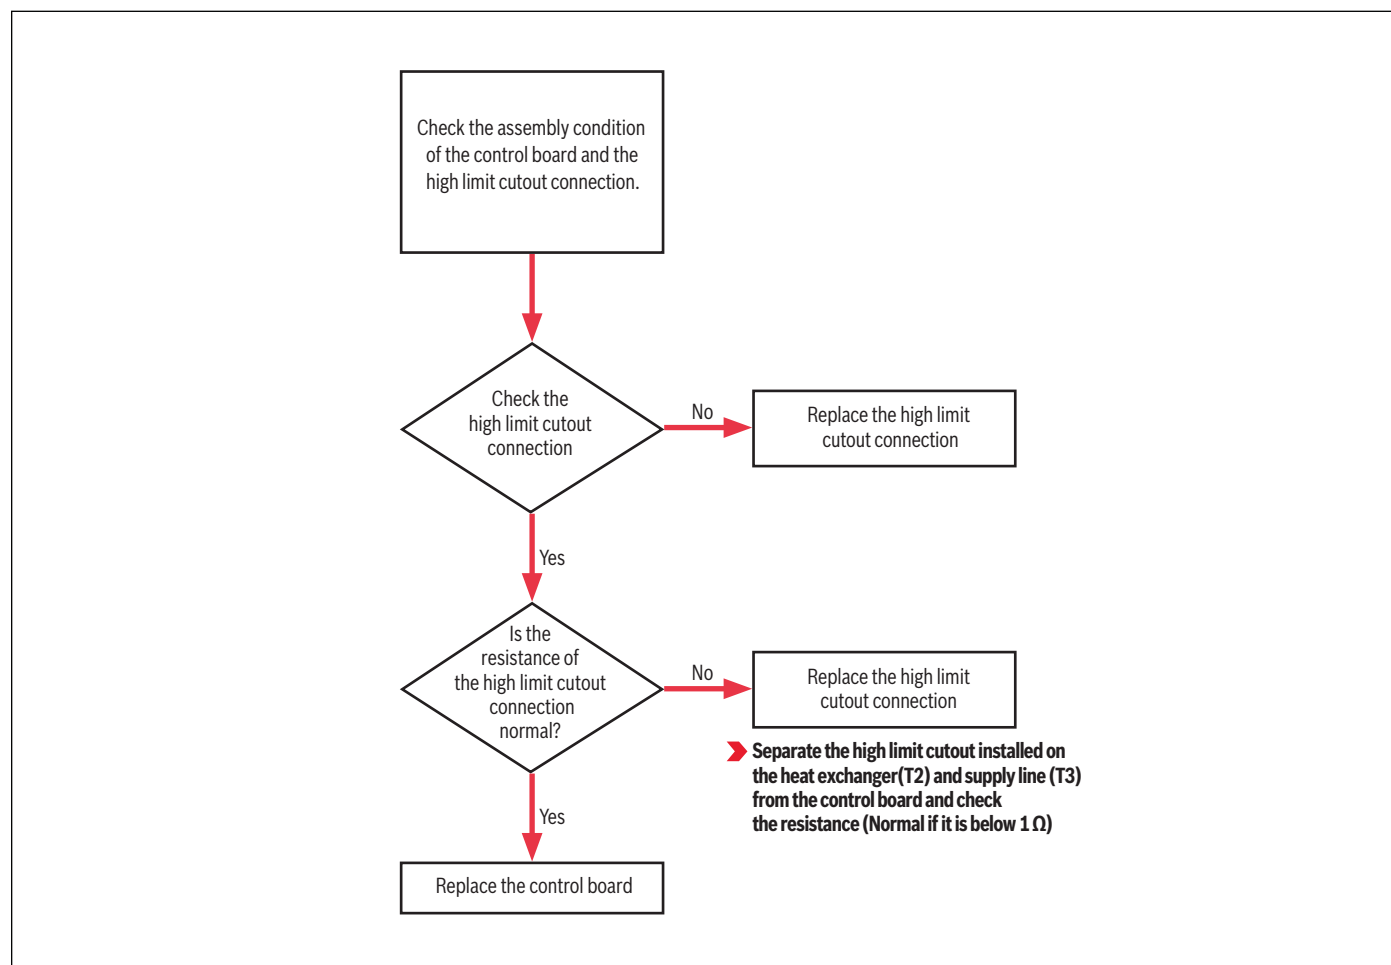 Check the assembly condition
of the control board and the
high limit cutout connection.
Check the
high limit cutout
connection
No
Replace the high limit
cutout connection
Yes
Is the
resistance of
the high limit cutout
connection
normal?
No
Replace the high limit
cutout connection
Separate the high limit cutout installed on
the heat exchanger(T2) and supply line (T3)
from the control board and check
the resistance (Normal if it is below 1 Ω)
Yes
Replace the control board